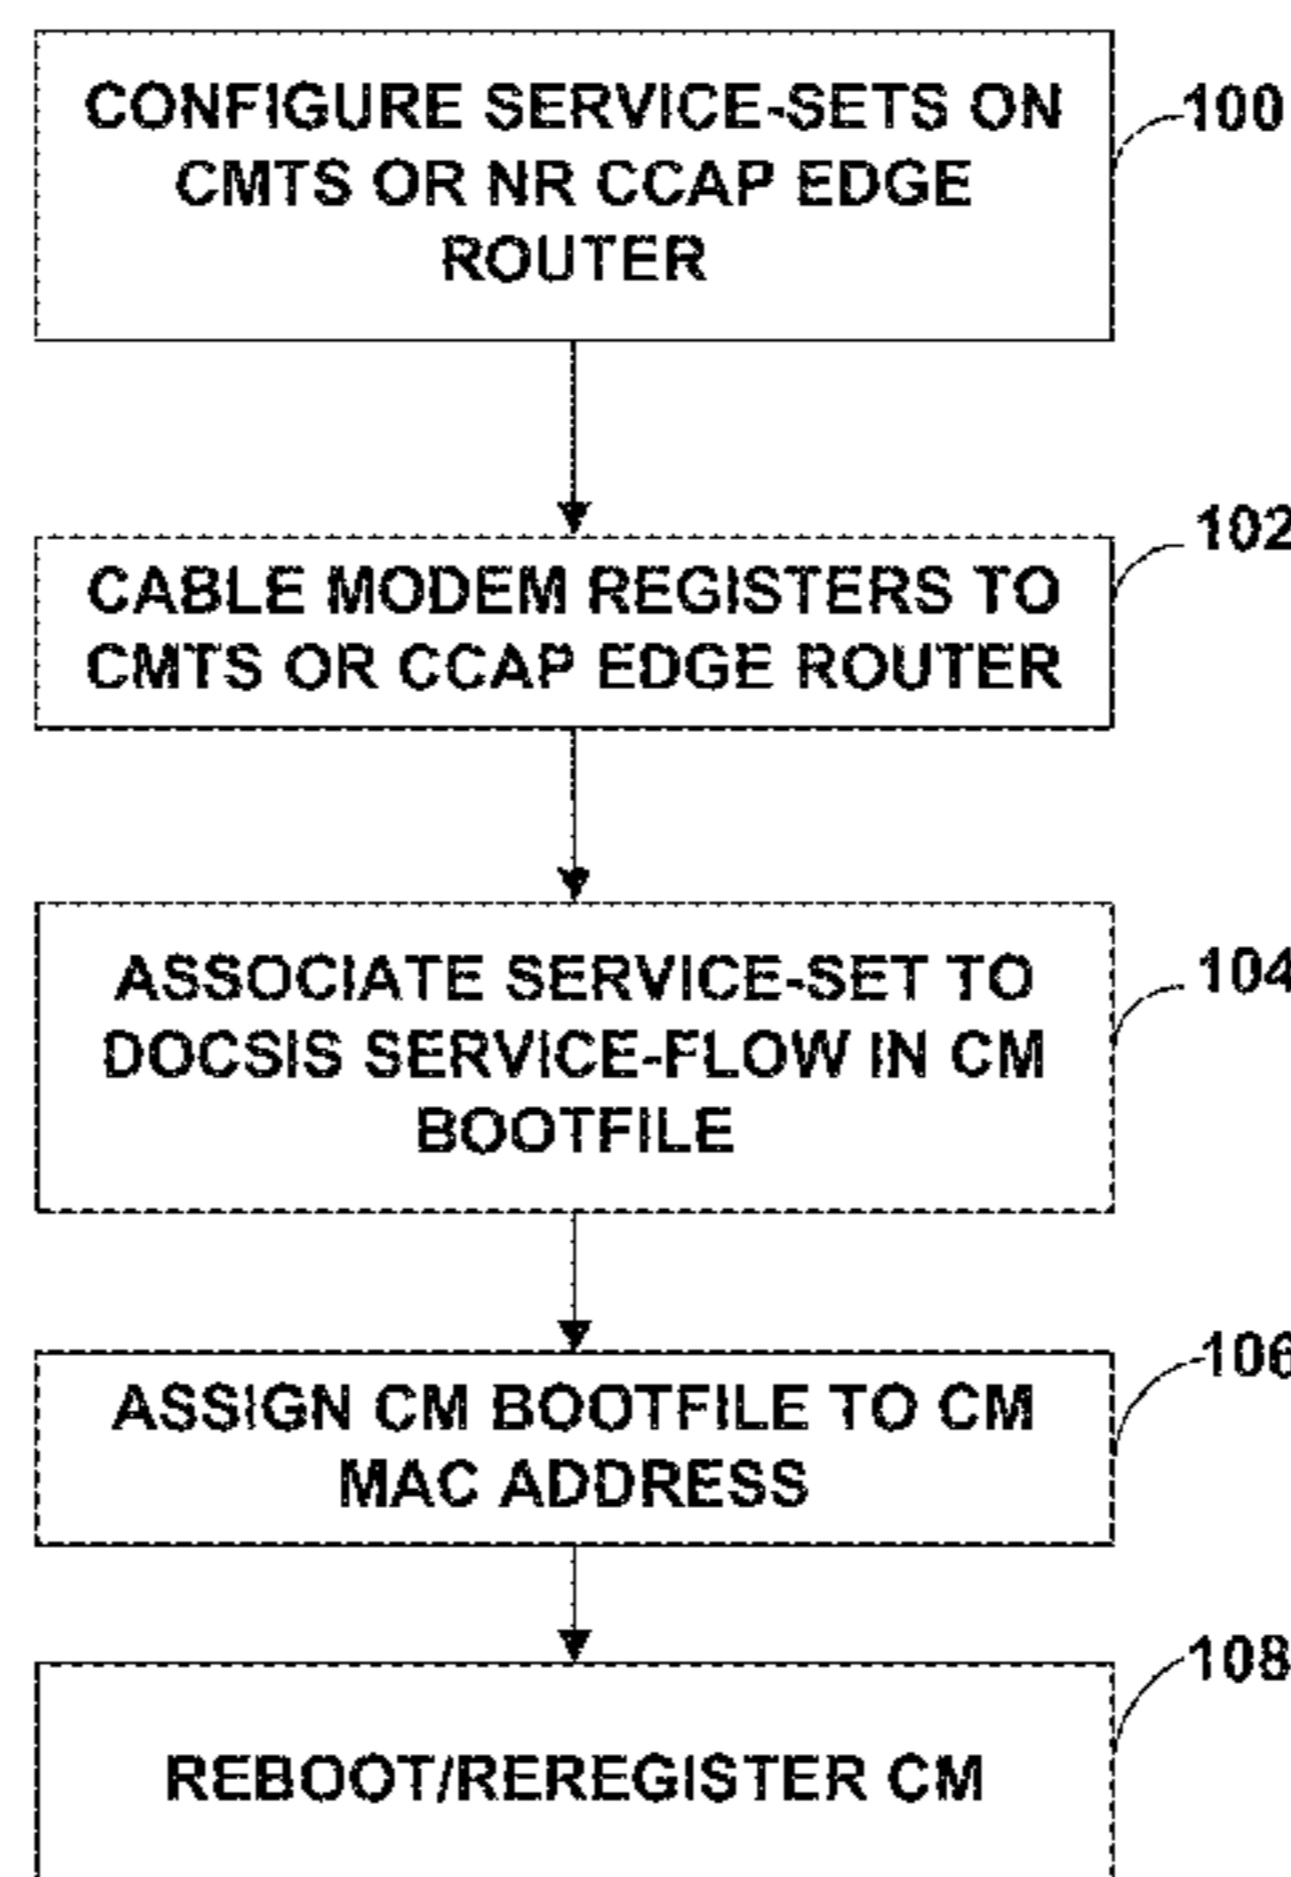 CONFIGURE SERVICE-SETS ON
CMTS OR NR CCAP EDGE
ROUTER
100
CABLE MODEM REGISTERS TO
CMTS OR CCAP EDGE ROUTER
102
ASSOCIATE SERVICE-SET TO
DOCSIS SERVICE-FLOW IN CM
BOOTFILE
104
ASSIGN CM BOOTFILE TO CM
MAC ADDRESS
106
REBOOT/REREGISTER CM
108